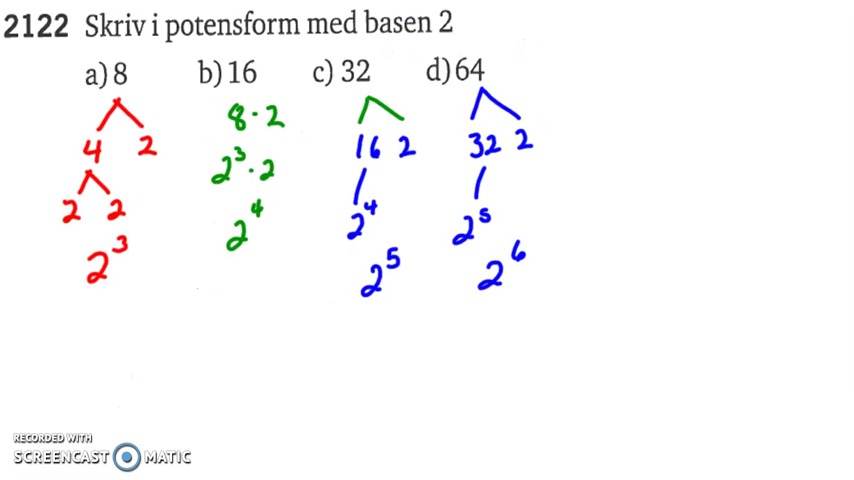 2122 Skriv i potensform med basen 2
a) 8 b) 16 c) 32 d) 64
8 · 2
4 2 16 2 32 2
2³ · 2
2 2 2⁴ 2⁴ 2⁵
2³ 2⁵ 2⁶
RECORDED WITH
SCREENCAST MATIC